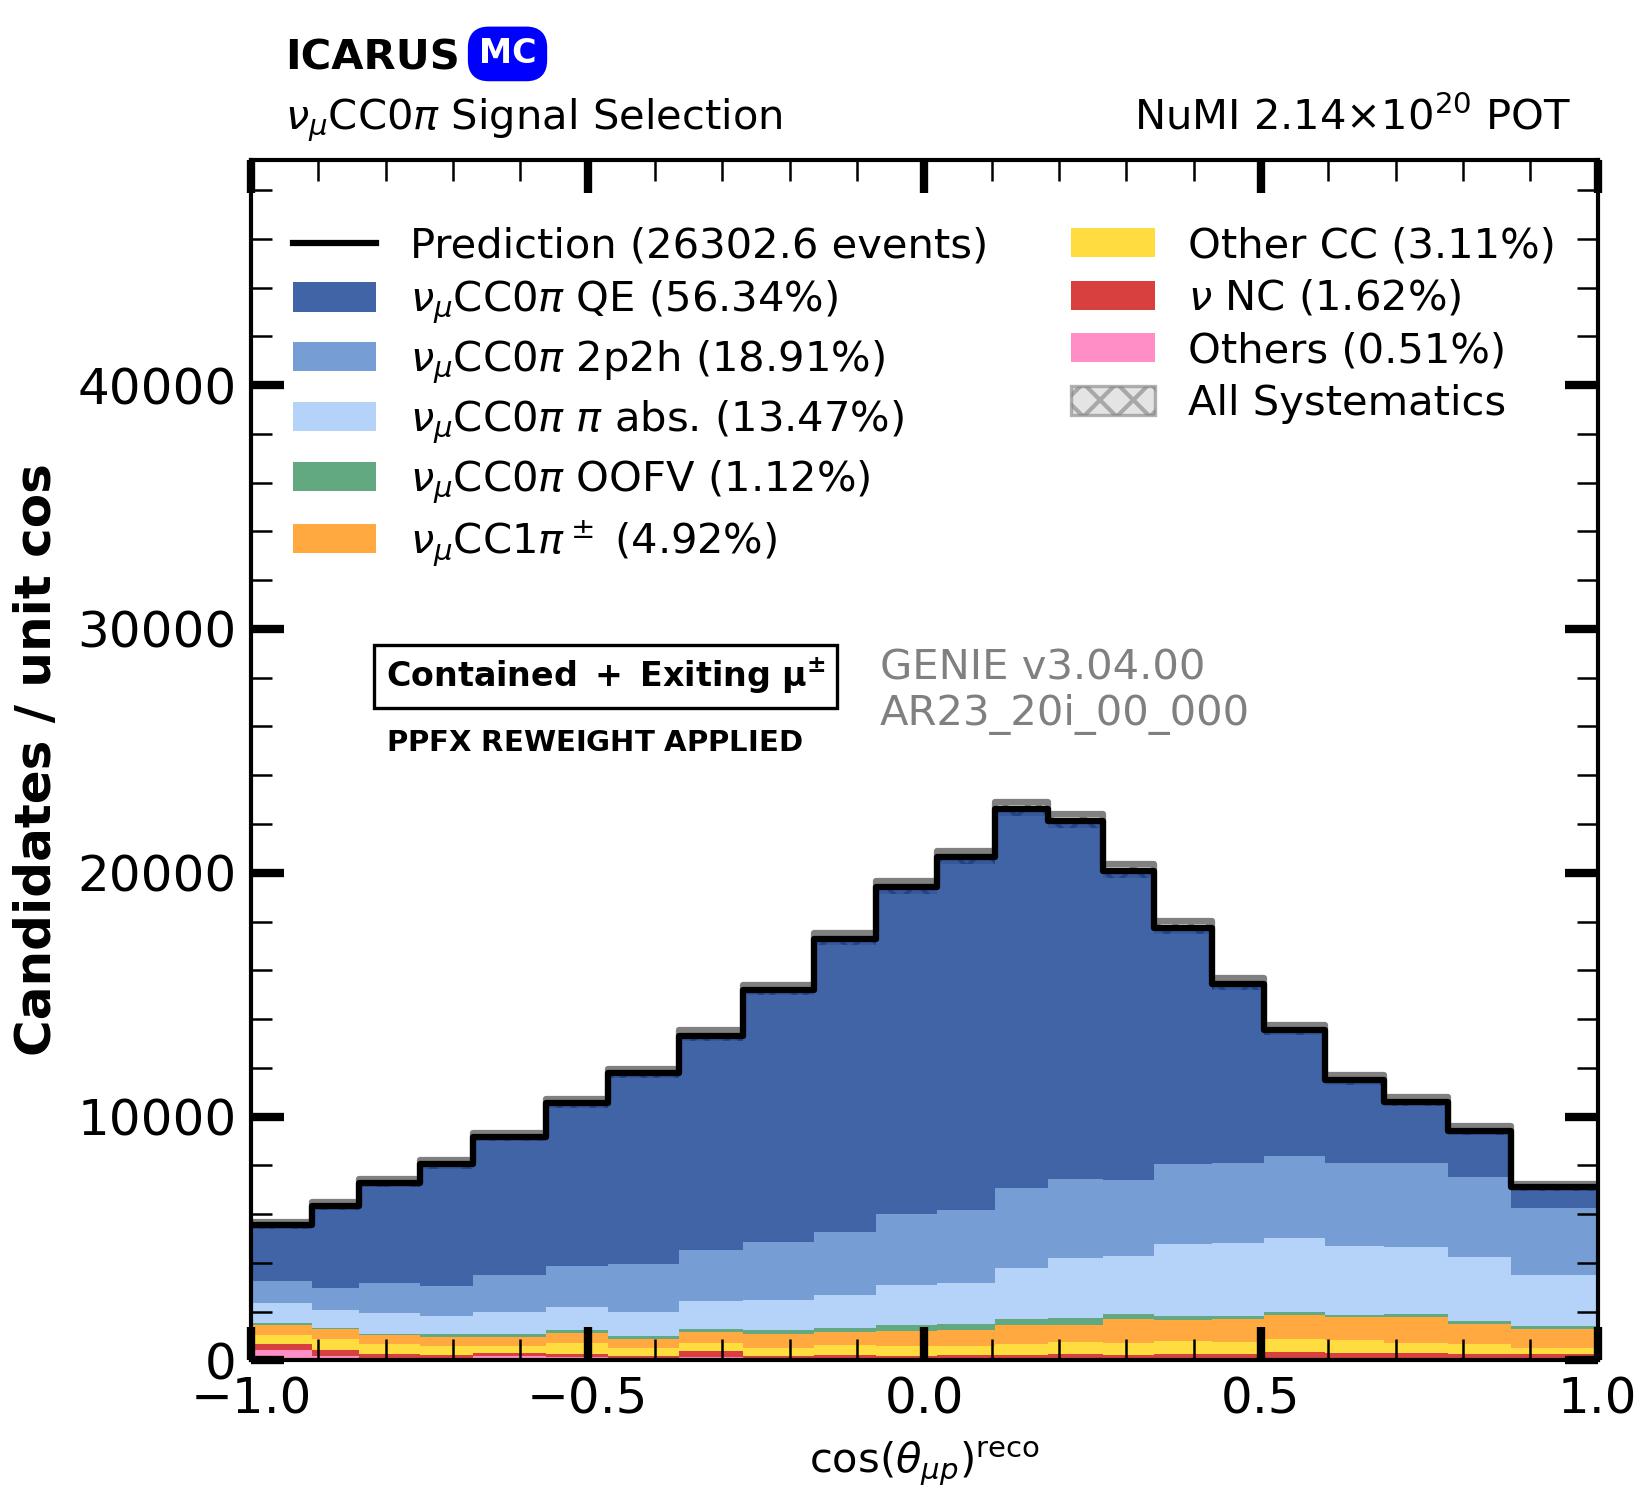 ICARUS MC
νμCC0π Signal Selection
NuMI 2.14×10²⁰ POT
Prediction (26302.6 events)
νμCC0π QE (56.34%)
νμCC0π 2p2h (18.91%)
νμCC0π π abs. (13.47%)
νμCC0π OOFV (1.12%)
νμCC1π± (4.92%)
Other CC (3.11%)
ν NC (1.62%)
Others (0.51%)
All Systematics
Contained + Exiting μ±
PPFX REWEIGHT APPLIED
GENIE v3.04.00
AR23_20i_00_000
Candidates / unit cos
40000
30000
20000
10000
0
−1.0 −0.5 0.0 0.5 1.0
cos(θμp)reco